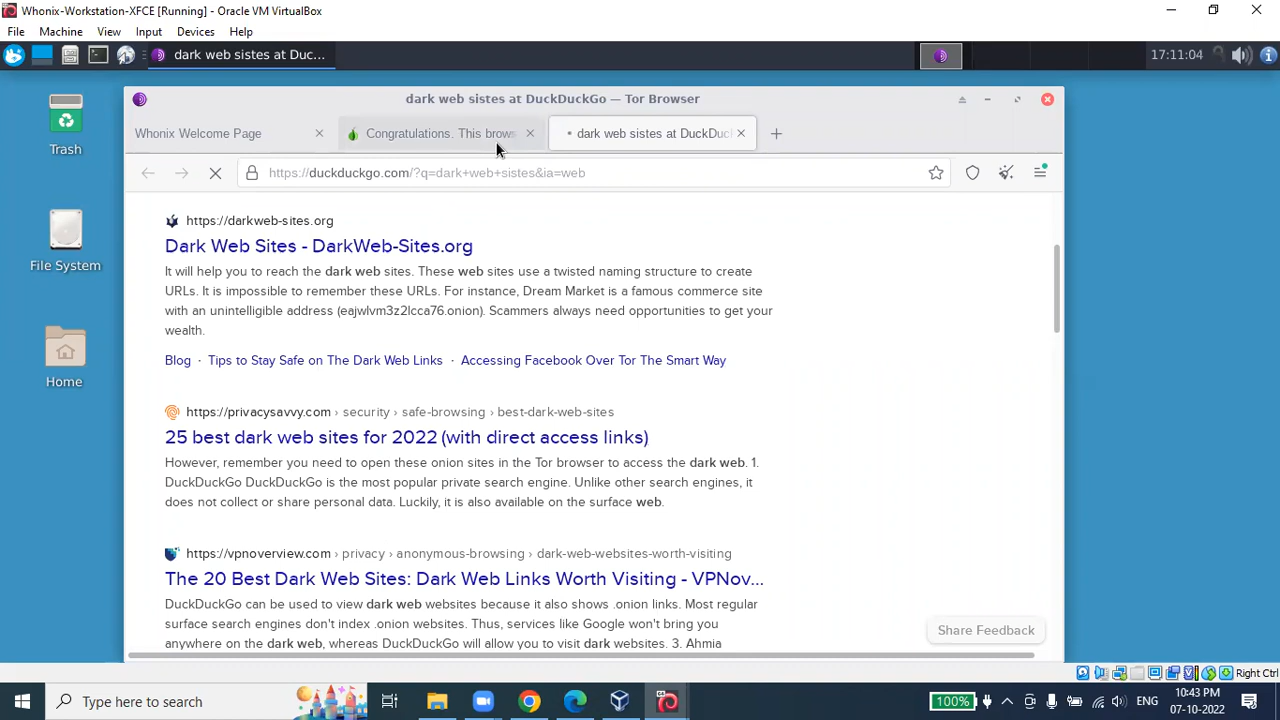 Whonix-Workstation-XFCE [Running] - Oracle VM VirtualBox
File Machine View Input Devices Help
dark web sistes at Duc...
17:11:04
Trash
File System
Home
dark web sistes at DuckDuckGo — Tor Browser
Whonix Welcome Page
Congratulations. This brows
dark web sistes at DuckDuc
https://duckduckgo.com/?q=dark+web+sistes&ia=web
https://darkweb-sites.org
Dark Web Sites - DarkWeb-Sites.org
It will help you to reach the dark web sites. These web sites use a twisted naming structure to create
URLs. It is impossible to remember these URLs. For instance, Dream Market is a famous commerce site
with an unintelligible address (eajwlvm3z2lcca76.onion). Scammers always need opportunities to get your
wealth.
Blog · Tips to Stay Safe on The Dark Web Links · Accessing Facebook Over Tor The Smart Way
https://privacysavvy.com › security › safe-browsing › best-dark-web-sites
25 best dark web sites for 2022 (with direct access links)
However, remember you need to open these onion sites in the Tor browser to access the dark web. 1.
DuckDuckGo DuckDuckGo is the most popular private search engine. Unlike other search engines, it
does not collect or share personal data. Luckily, it is also available on the surface web.
https://vpnoverview.com › privacy › anonymous-browsing › dark-web-websites-worth-visiting
The 20 Best Dark Web Sites: Dark Web Links Worth Visiting - VPNov...
DuckDuckGo can be used to view dark web websites because it also shows .onion links. Most regular
surface search engines don't index .onion websites. Thus, services like Google won't bring you
anywhere on the dark web, whereas DuckDuckGo will allow you to visit dark websites. 3. Ahmia
Share Feedback
Right Ctrl
Type here to search
100%
ENG
10:43 PM
07-10-2022